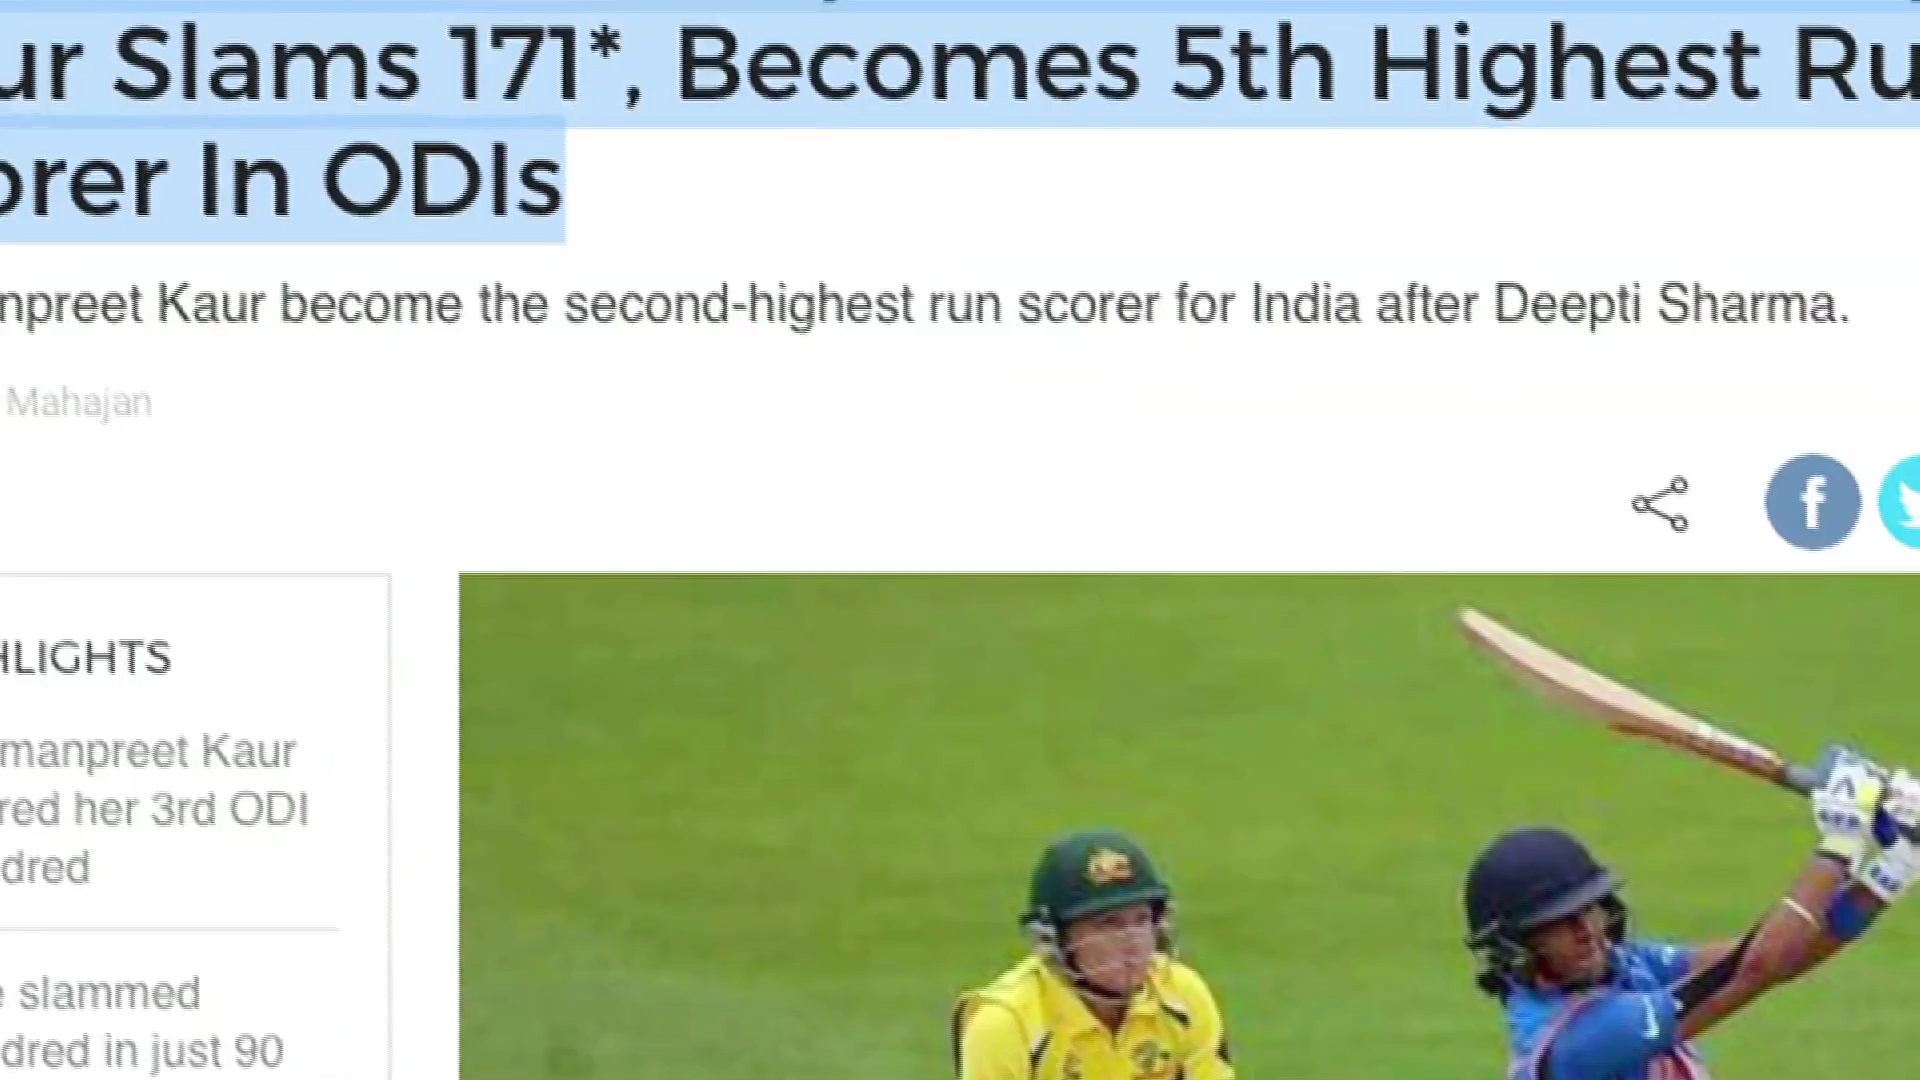 ur Slams 171*, Becomes 5th Highest Ru
orer In ODIs
npreet Kaur become the second-highest run scorer for India after Deepti Sharma.
Mahajan
f
HLIGHTS
manpreet Kaur
red her 3rd ODI
dred
e slammed
dred in just 90